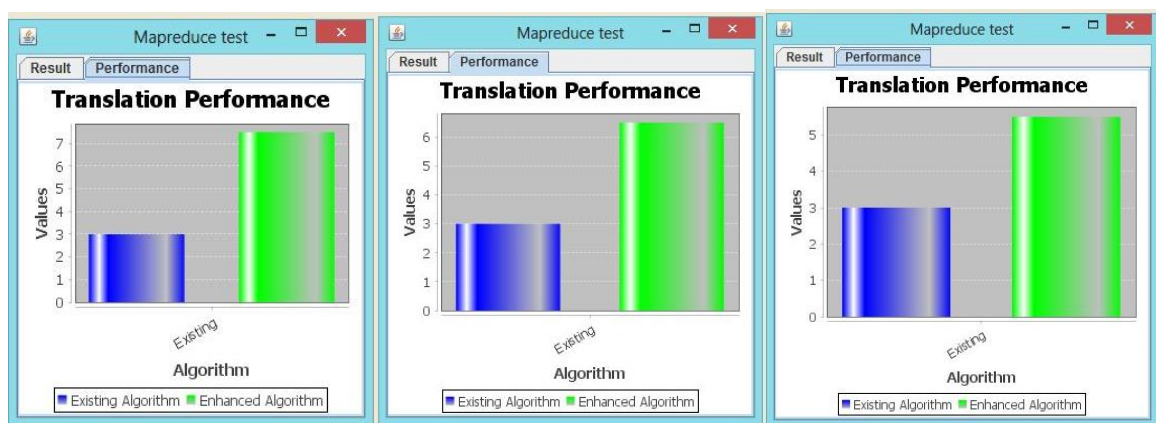 Mapreduce test
Result Performance
Translation Performance
7
6
5
4
3
2
1
0
Values
Existing
Algorithm
Existing Algorithm Enhanced Algorithm
Mapreduce test
Result Performance
Translation Performance
6
5
4
3
2
1
0
Values
Existing
Algorithm
Existing Algorithm Enhanced Algorithm
Mapreduce test
Result Performance
Translation Performance
5
4
3
2
1
0
Values
Existing
Algorithm
Existing Algorithm Enhanced Algorithm